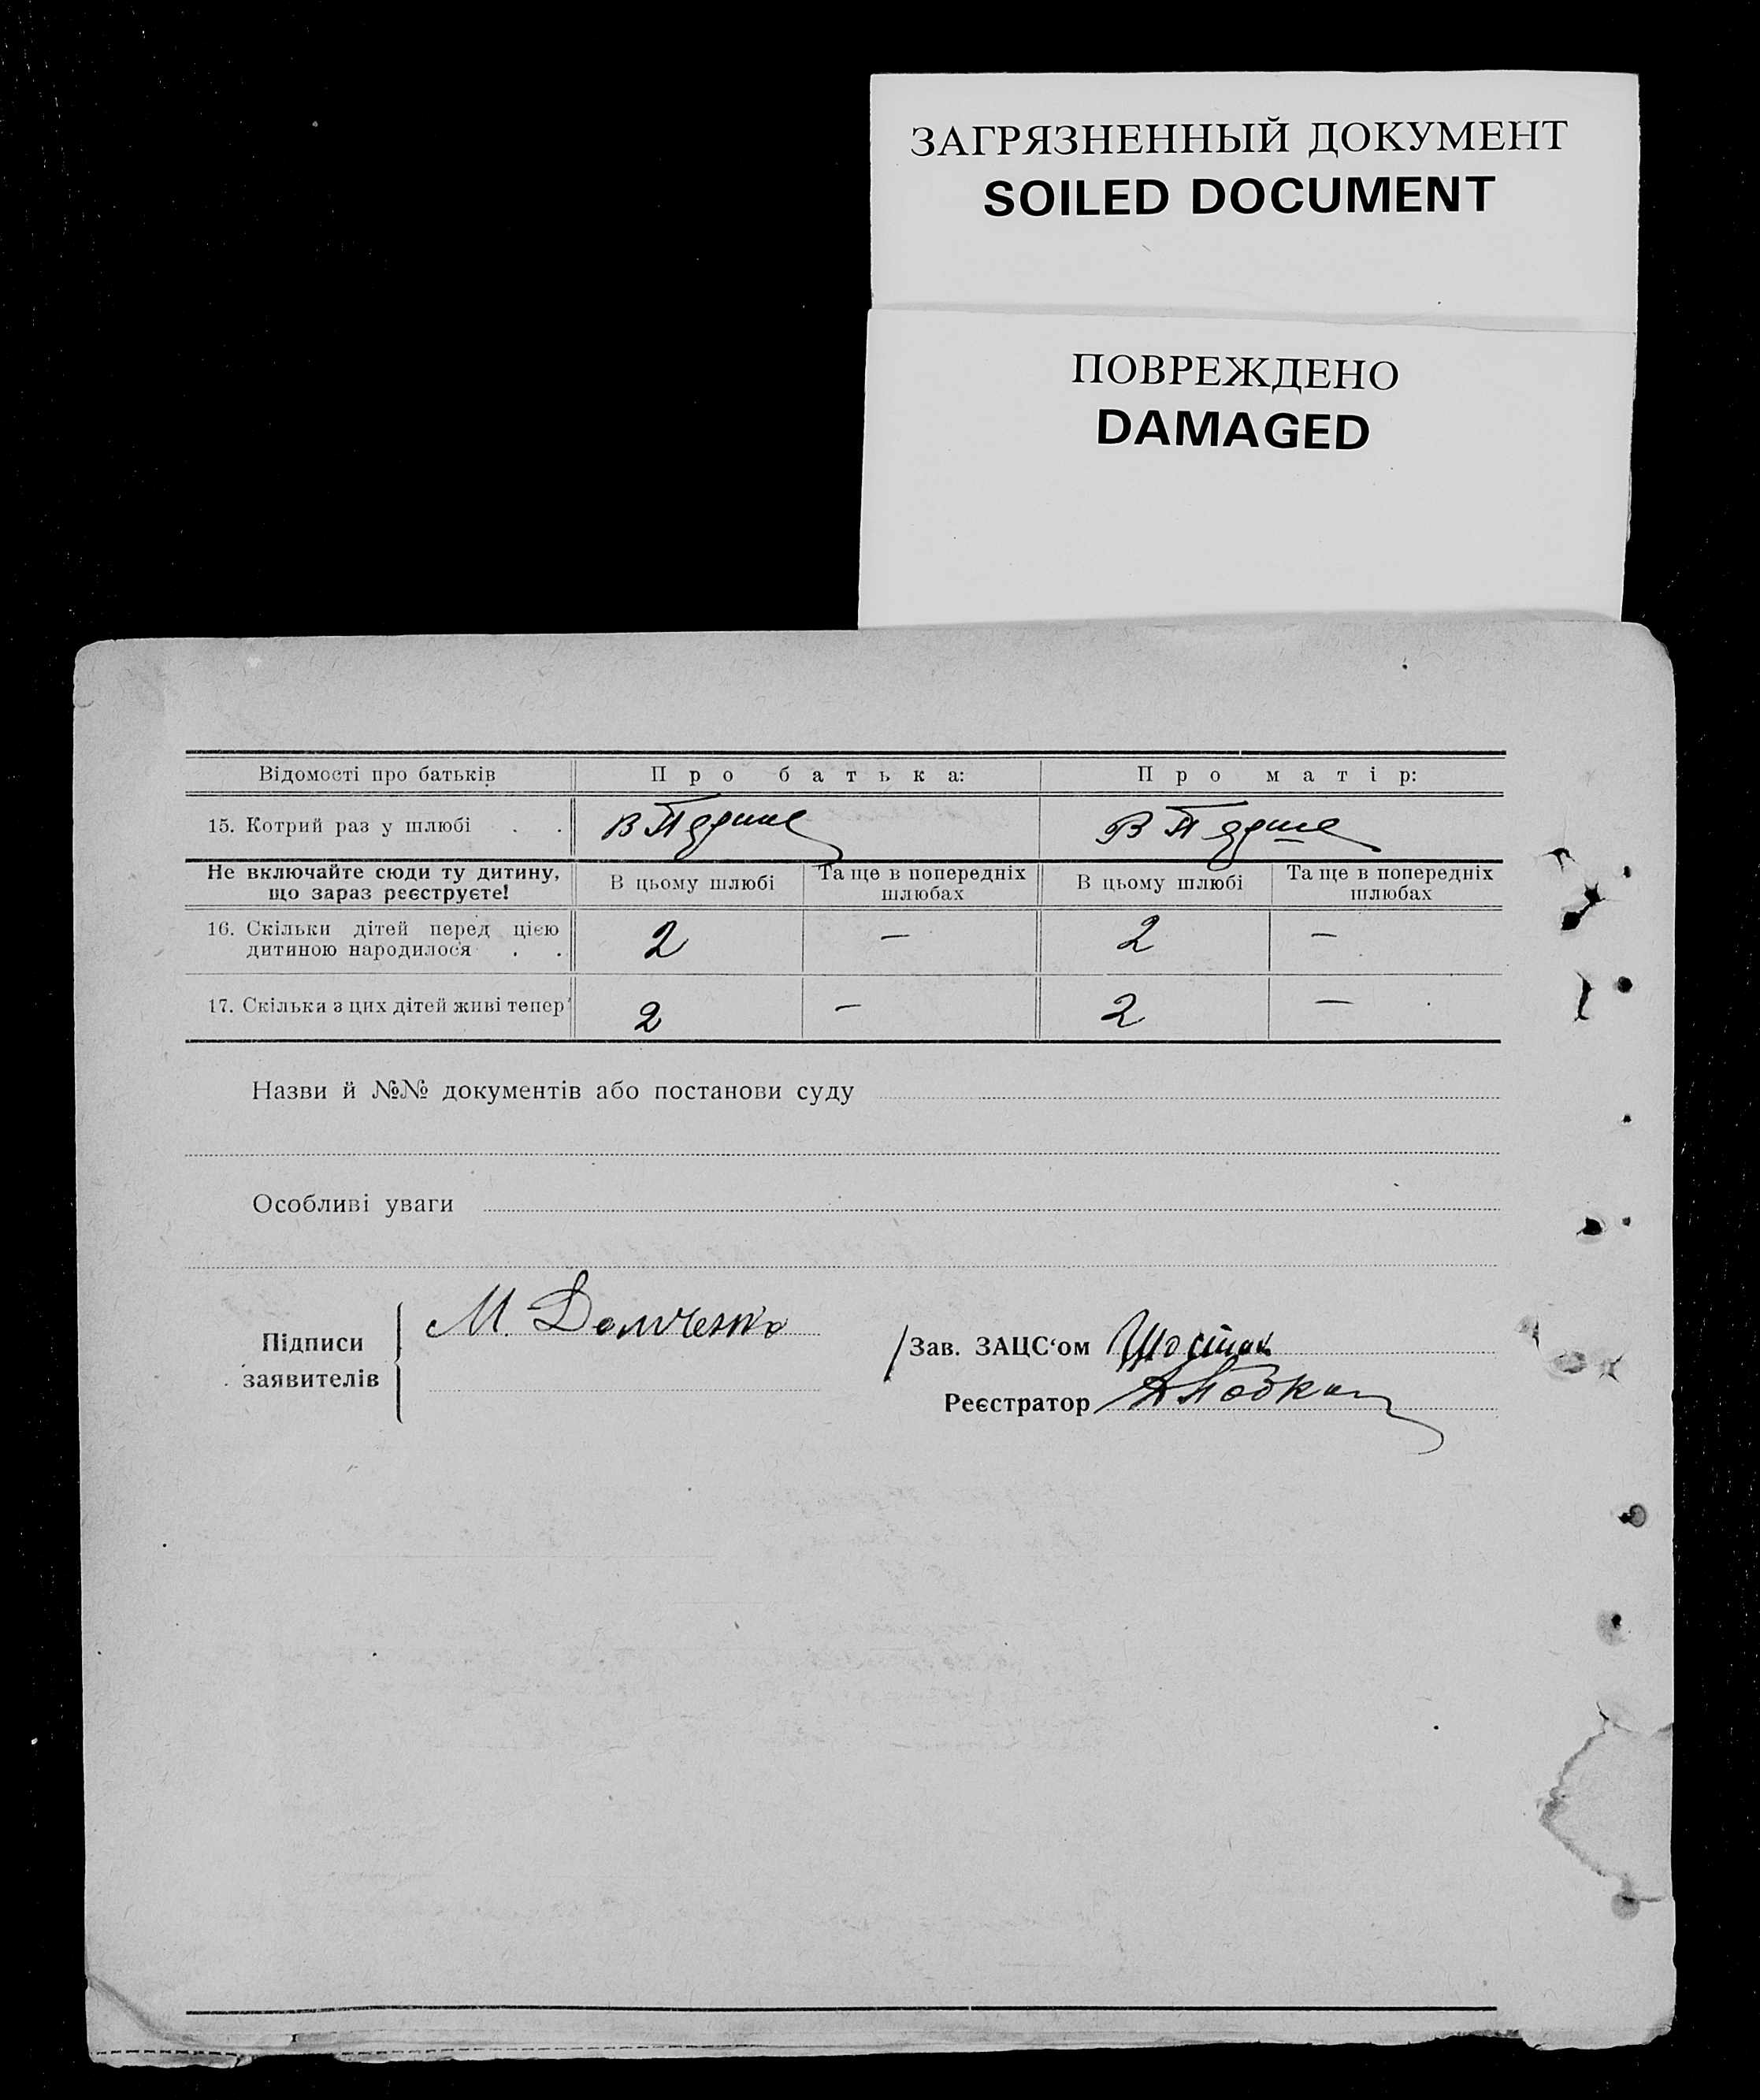 ЗАГРЯЗНЕННЫЙ ДОКУМЕНТ
SOILED DOCUMENT
ПОВРЕЖДЕНО
DAMAGED
Відомості про батьків Про батька: Про матір:
15. Котрий раз у шлюбі . . В
Не включайте сюди ту дитину, що зараз реєструєте! В цьому шлюбі Та ще в попередніх шлюбах В цьому шлюбі Та ще в попередніх шлюбах
16. Скільки дітей перед цією дитиною народилося . . 2 — 2 —
17. Скільки з цих дітей живі тепер 2 — 2 —
Назви й №№ документів або постанови суду
Особливі уваги
Підписи заявителів М.
Зав. ЗАЦС‘ом Шостак
Реєстратор